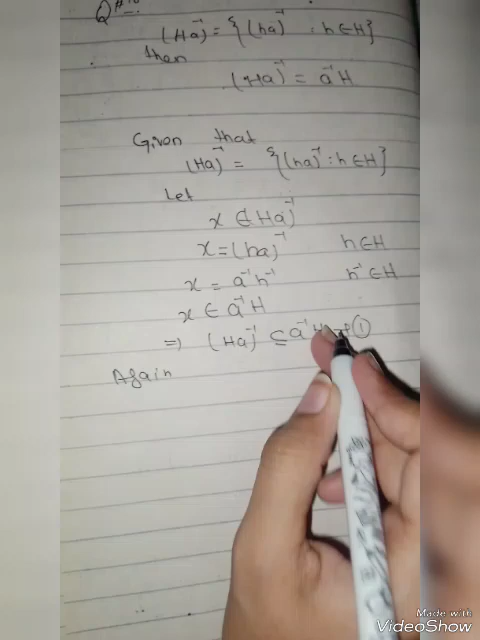 Q#
(Ha)⁻¹ = {(ha)⁻¹ : h ∈ H}
then
(Ha)⁻¹ = a⁻¹H
Given that
(Ha)⁻¹ = {(ha)⁻¹ : h ∈ H}
Let
x ∈ (Ha)⁻¹
x = (ha)⁻¹ h ∈ H
x = a⁻¹h⁻¹ h⁻¹ ∈ H
x ∈ a⁻¹H
⇒ (Ha)⁻¹ ⊆ a⁻¹H → ①
Again
Made with
VideoShow